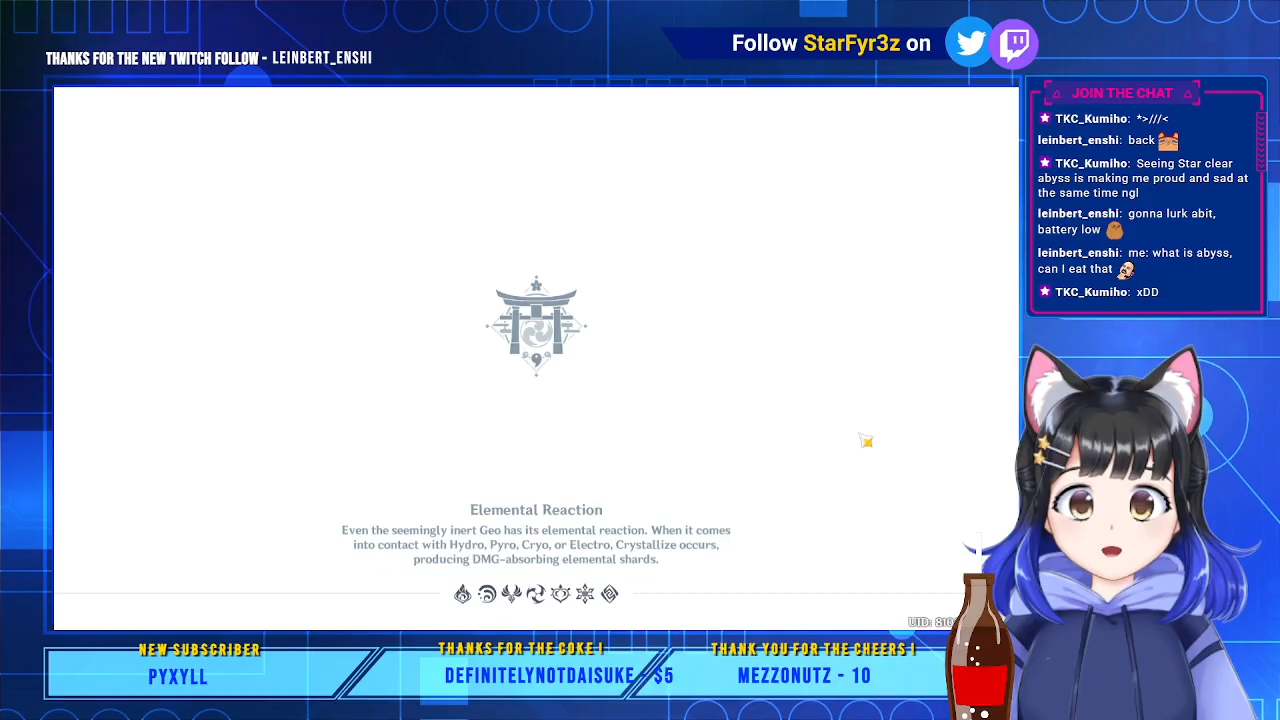 THANKS FOR THE NEW TWITCH FOLLOW - LEINBERT_ENSHI
Follow StarFyr3z on
JOIN THE CHAT
TKC_Kumiho: *>///<
leinbert_enshi: back
TKC_Kumiho: Seeing Star clear
abyss is making me proud and sad at
the same time ngl
leinbert_enshi: gonna lurk abit,
battery low
leinbert_enshi: me: what is abyss,
can I eat that
TKC_Kumiho: xDD
Elemental Reaction
Even the seemingly inert Geo has its elemental reaction. When it comes
into contact with Hydro, Pyro, Cryo, or Electro, Crystallize occurs,
producing DMG-absorbing elemental shards.
UID: 810
NEW SUBSCRIBER
PYXYLL
THANKS FOR THE COKE !
DEFINITELYNOTDAISUKE - $5
THANK YOU FOR THE CHEERS !
MEZZONUTZ - 10